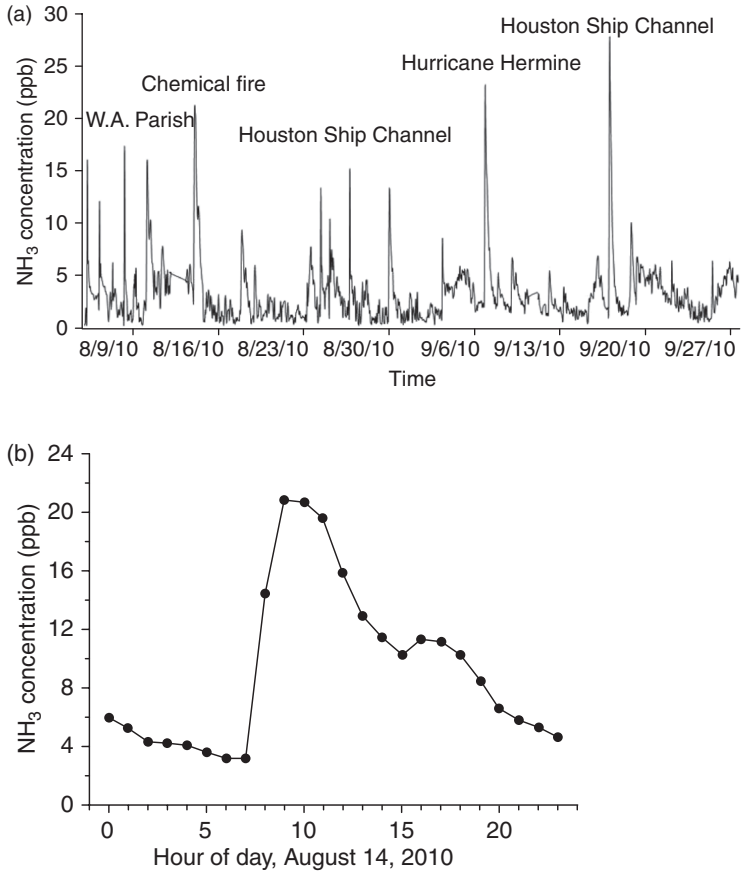 (a)
30
25
20
15
10
5
0
NH₃ concentration (ppb)
Houston Ship Channel
Hurricane Hermine
Chemical fire
W.A. Parish
Houston Ship Channel
8/9/10 8/16/10 8/23/10 8/30/10 9/6/10 9/13/10 9/20/10 9/27/10
Time
(b)
24
20
16
12
8
4
0
NH₃ concentration (ppb)
0 5 10 15 20
Hour of day, August 14, 2010